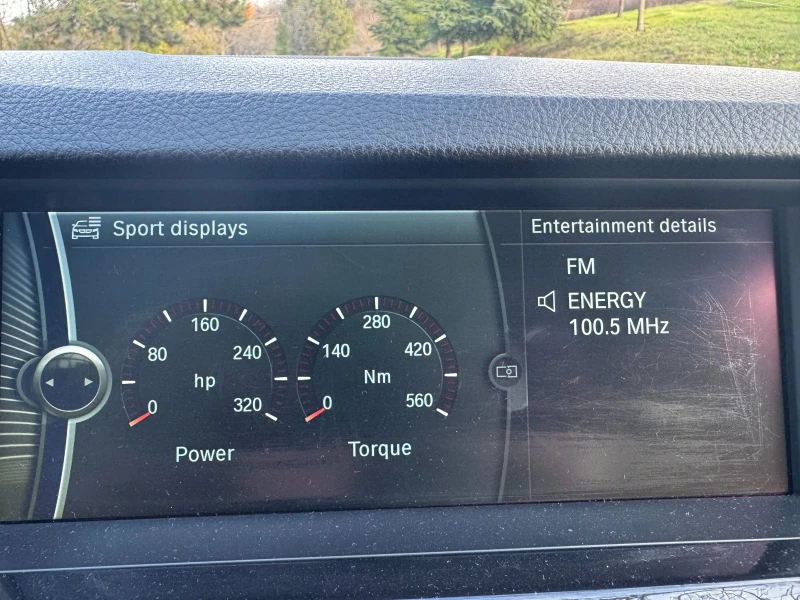 Sport displays
160
80
240
hp
0
320
Power
280
140
420
Nm
0
560
Torque
Entertainment details
FM
ENERGY
100.5 MHz